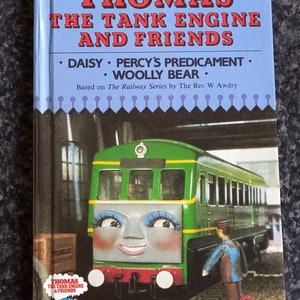 THOMAS
THE TANK ENGINE
AND FRIENDS
· DAISY · PERCY'S PREDICAMENT ·
· WOOLLY BEAR ·
Based on The Railway Series by The Rev W Awdry
THOMAS
THE TANK ENGINE
& FRIENDS